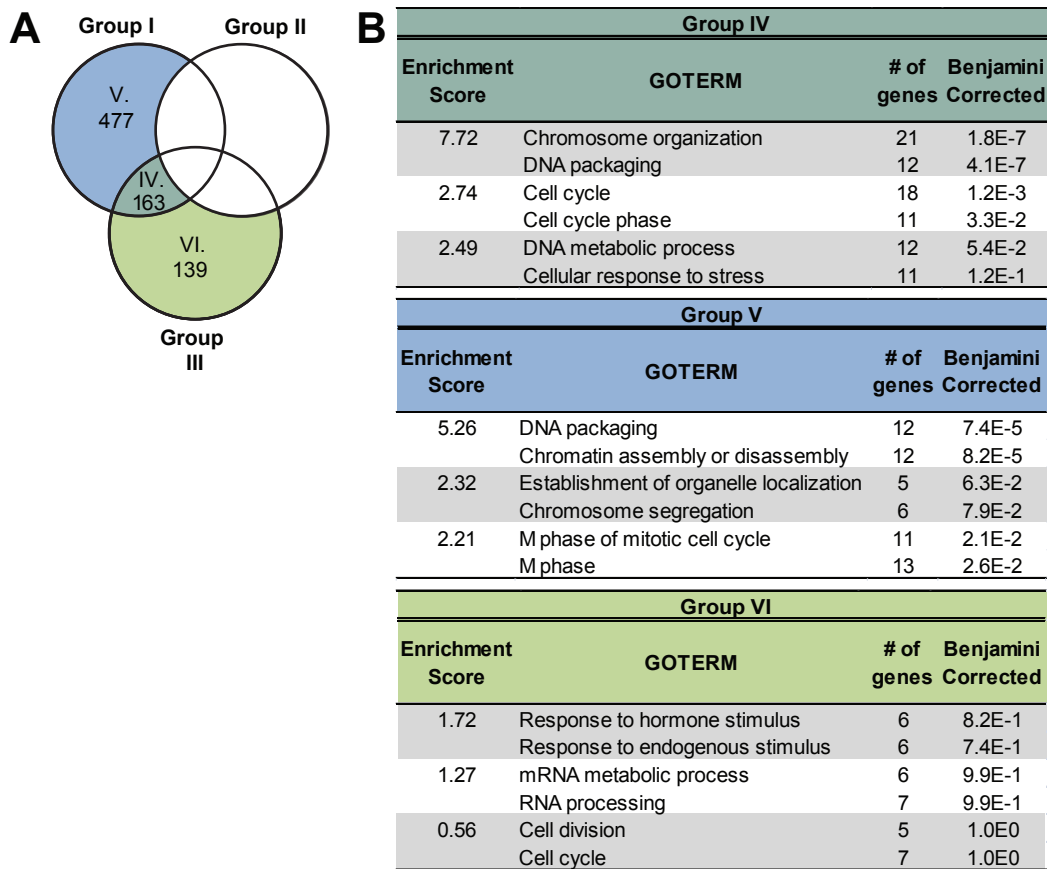 A
Group I
Group II
V.
477
IV.
163
VI.
139
Group
III
B
Group IV
Enrichment Score GOTERM # of genes Benjamini Corrected
7.72 Chromosome organization 21 1.8E-7
DNA packaging 12 4.1E-7
2.74 Cell cycle 18 1.2E-3
Cell cycle phase 11 3.3E-2
2.49 DNA metabolic process 12 5.4E-2
Cellular response to stress 11 1.2E-1
Group V
Enrichment Score GOTERM # of genes Benjamini Corrected
5.26 DNA packaging 12 7.4E-5
Chromatin assembly or disassembly 12 8.2E-5
2.32 Establishment of organelle localization 5 6.3E-2
Chromosome segregation 6 7.9E-2
2.21 M phase of mitotic cell cycle 11 2.1E-2
M phase 13 2.6E-2
Group VI
Enrichment Score GOTERM # of genes Benjamini Corrected
1.72 Response to hormone stimulus 6 8.2E-1
Response to endogenous stimulus 6 7.4E-1
1.27 mRNA metabolic process 6 9.9E-1
RNA processing 7 9.9E-1
0.56 Cell division 5 1.0E0
Cell cycle 7 1.0E0